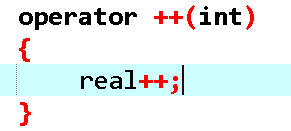 operator ++(int)
{
    real++;
}